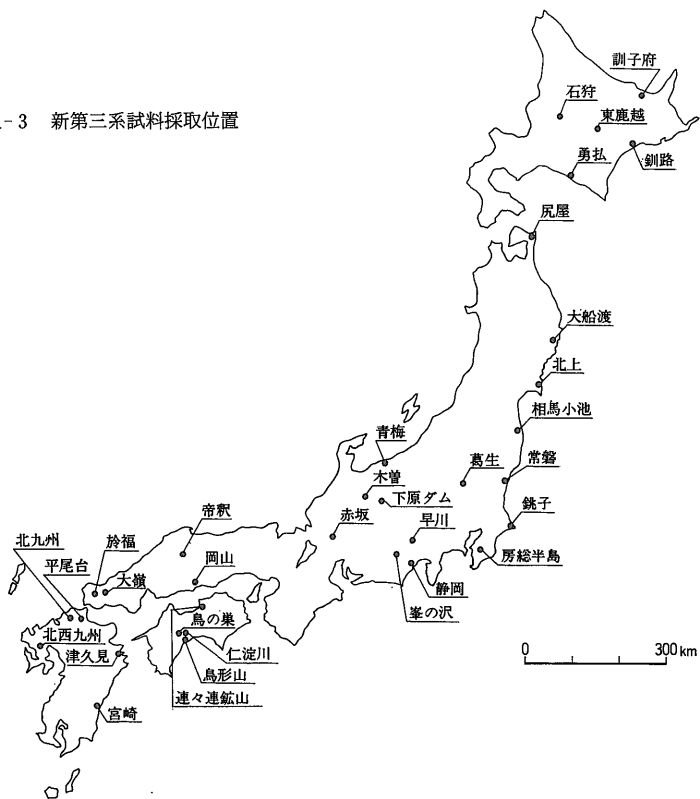 -3 新第三系試料採取位置
訓子府
石狩
東鹿越
勇払
釧路
尻屋
大船渡
北上
相馬小池
青梅
木曽
葛生
常磐
下原ダム
赤坂
早川
銚子
房総半島
静岡
峯の沢
帝釈
岡山
北九州
於福
平尾台
大嶺
鳥の巣
北西九州
津久見
仁淀川
鳥形山
連々連鉱山
宮崎
0 300 km